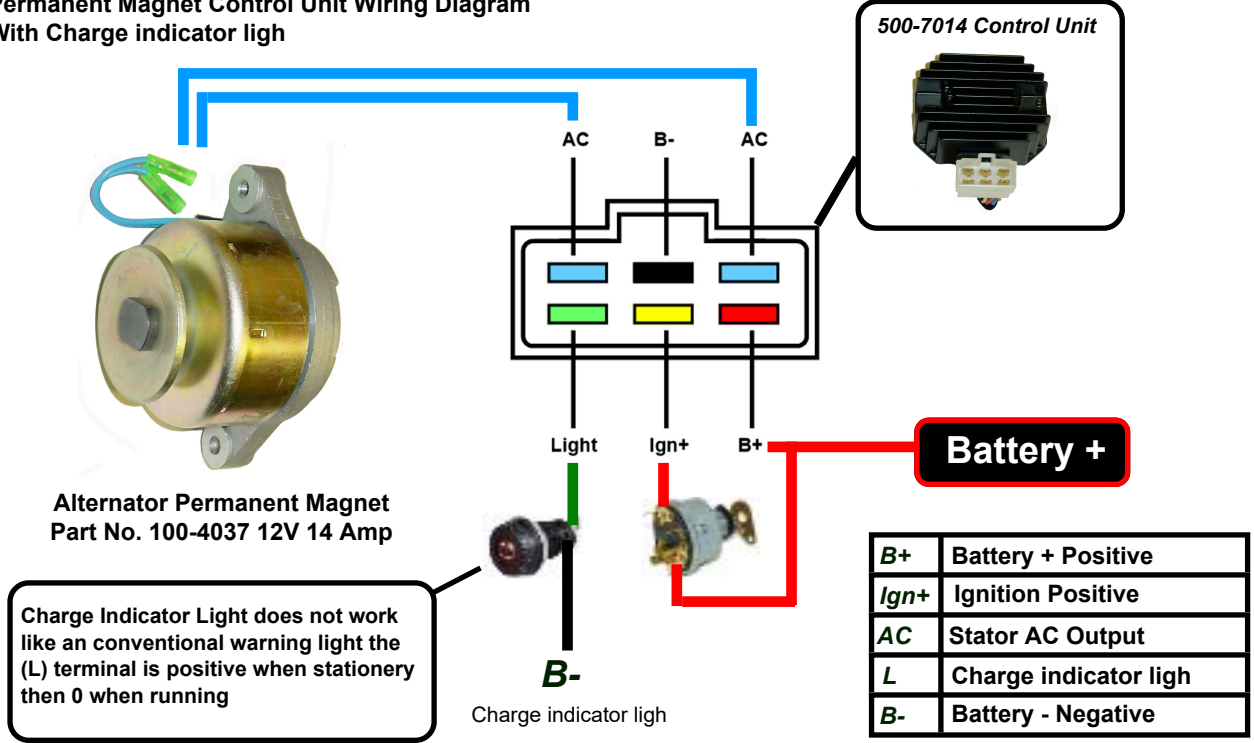 Permanent Magnet Control Unit Wiring Diagram
With Charge indicator ligh
500-7014 Control Unit
AC
B-
AC
Light
Ign+
B+
Battery +
Alternator Permanent Magnet
Part No. 100-4037 12V 14 Amp
Charge Indicator Light does not work
like an conventional warning light the
(L) terminal is positive when stationery
then 0 when running
B-
Charge indicator ligh
B+ Battery + Positive
Ign+ Ignition Positive
AC Stator AC Output
L Charge indicator ligh
B- Battery - Negative